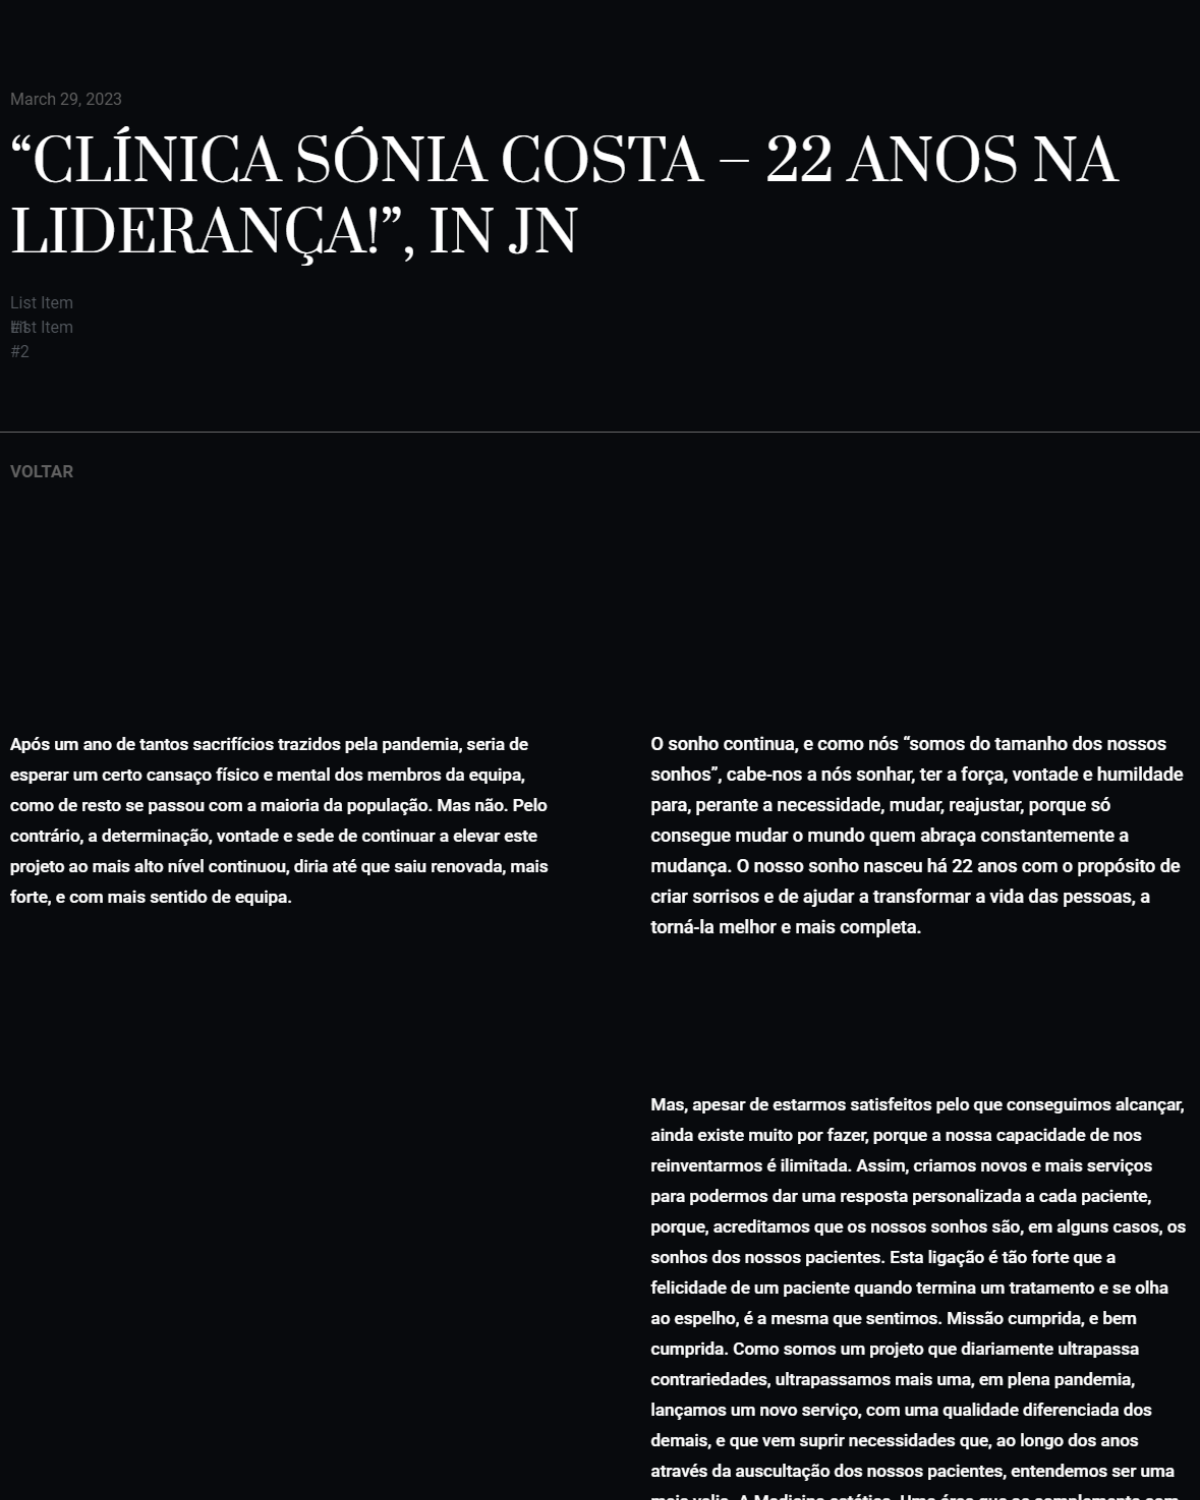 March 29, 2023
“CLÍNICA SÓNIA COSTA – 22 ANOS NA
LIDERANÇA!”, IN JN
List Item
#1
List Item
#2
VOLTAR
Após um ano de tantos sacrifícios trazidos pela pandemia, seria de
esperar um certo cansaço físico e mental dos membros da equipa,
como de resto se passou com a maioria da população. Mas não. Pelo
contrário, a determinação, vontade e sede de continuar a elevar este
projeto ao mais alto nível continuou, diria até que saiu renovada, mais
forte, e com mais sentido de equipa.
O sonho continua, e como nós “somos do tamanho dos nossos
sonhos”, cabe-nos a nós sonhar, ter a força, vontade e humildade
para, perante a necessidade, mudar, reajustar, porque só
consegue mudar o mundo quem abraça constantemente a
mudança. O nosso sonho nasceu há 22 anos com o propósito de
criar sorrisos e de ajudar a transformar a vida das pessoas, a
torná-la melhor e mais completa.
Mas, apesar de estarmos satisfeitos pelo que conseguimos alcançar,
ainda existe muito por fazer, porque a nossa capacidade de nos
reinventarmos é ilimitada. Assim, criamos novos e mais serviços
para podermos dar uma resposta personalizada a cada paciente,
porque, acreditamos que os nossos sonhos são, em alguns casos, os
sonhos dos nossos pacientes. Esta ligação é tão forte que a
felicidade de um paciente quando termina um tratamento e se olha
ao espelho, é a mesma que sentimos. Missão cumprida, e bem
cumprida. Como somos um projeto que diariamente ultrapassa
contrariedades, ultrapassamos mais uma, em plena pandemia,
lançamos um novo serviço, com uma qualidade diferenciada dos
demais, e que vem suprir necessidades que, ao longo dos anos
através da auscultação dos nossos pacientes, entendemos ser uma